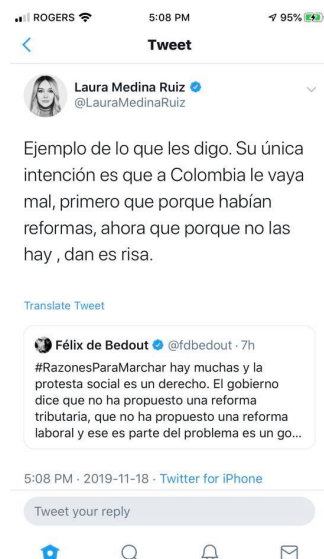 ROGERS 5:08 PM 95%
Tweet
Laura Medina Ruiz
@LauraMedinaRuiz
Ejemplo de lo que les digo. Su única
intención es que a Colombia le vaya
mal, primero que porque habían
reformas, ahora que porque no las
hay , dan es risa.
Translate Tweet
Félix de Bedout @fdbedout · 7h
#RazonesParaMarchar hay muchas y la
protesta social es un derecho. El gobierno
dice que no ha propuesto una reforma
tributaria, que no ha propuesto una reforma
laboral y ese es parte del problema es un go...
5:08 PM · 2019-11-18 · Twitter for iPhone
Tweet your reply